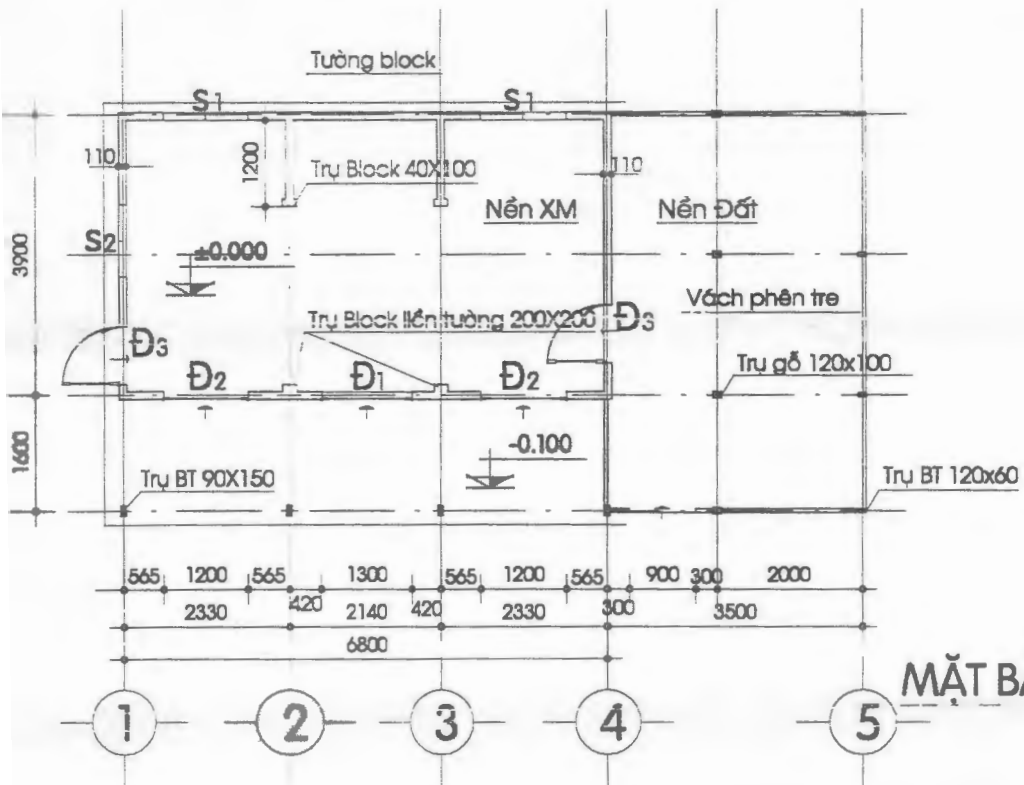 Tường block
S1
S1
110
1200
Trụ Block 40X100
110
Nền XM
Nền Đất
3900
S2
±0.000
Vách phên tre
Trụ Block liền tường 200X200
Đ3
Đ3
Đ2
Đ1
Đ2
Trụ gỗ 120x100
1600
-0.100
Trụ BT 90X150
Trụ BT 120x60
565 1200 565 1300 565 1200 565 900 300 2000
2330 420 2140 420 2330 300 3500
6800
MẶT BA
1 2 3 4 5